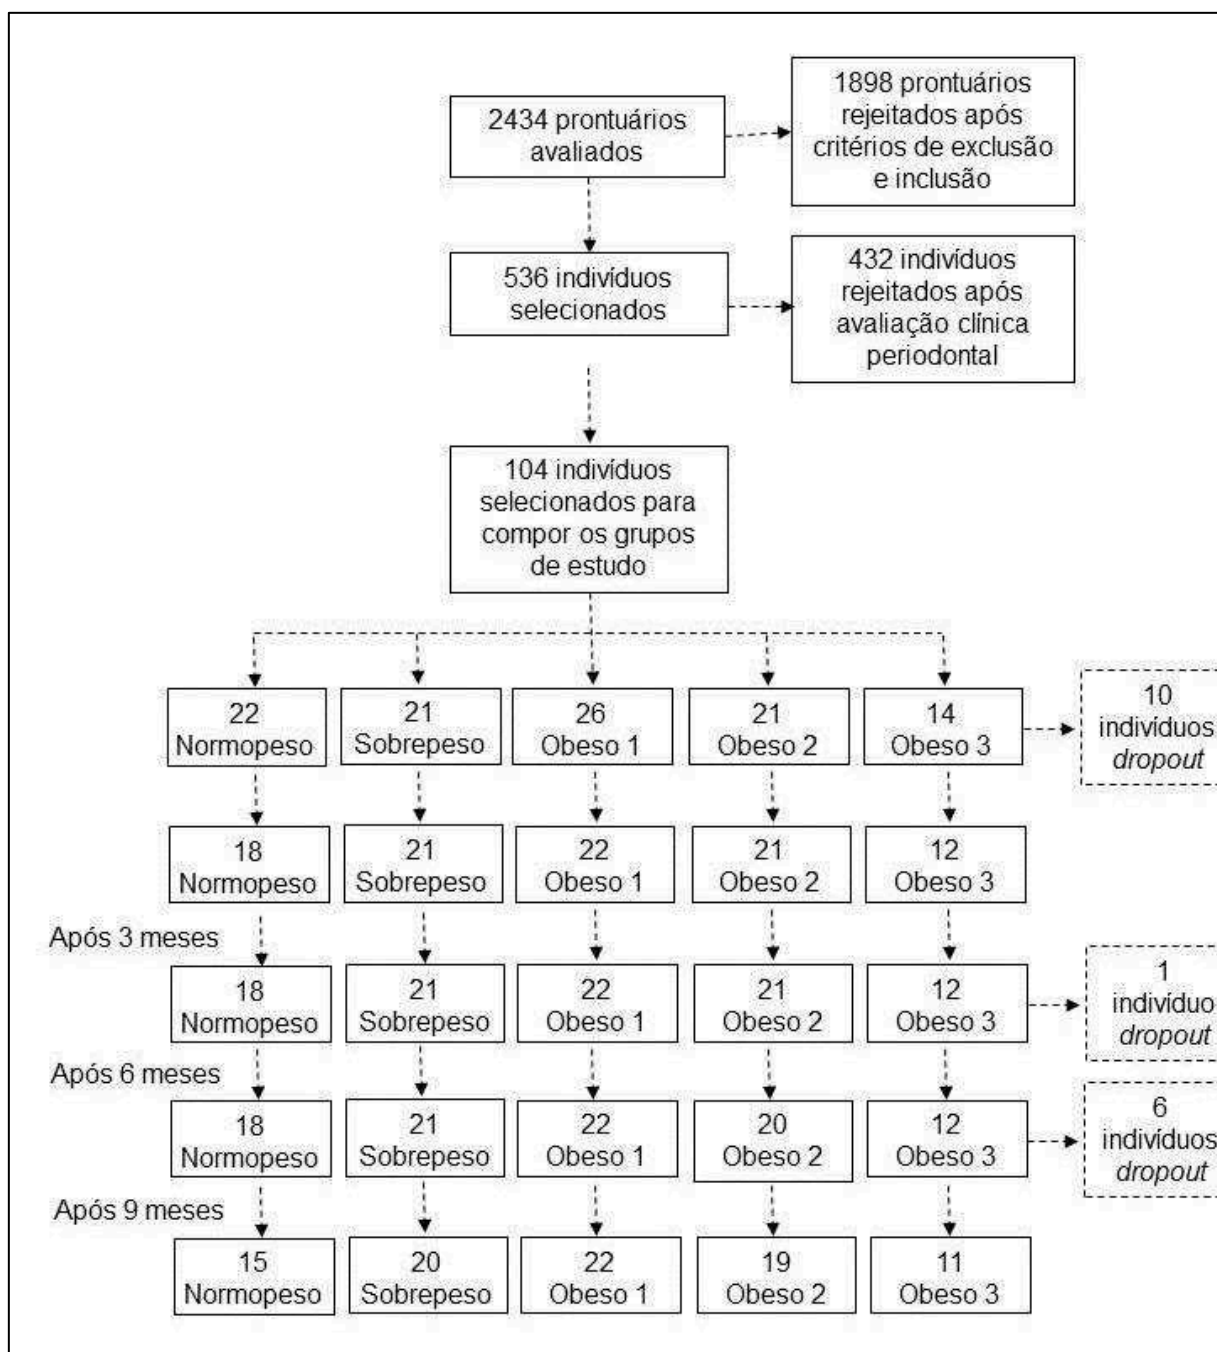 2434 prontuários
avaliados
1898 prontuários
rejeitados após
critérios de exclusão
e inclusão
536 indivíduos
selecionados
432 indivíduos
rejeitados após
avaliação clínica
periodontal
104 indivíduos
selecionados para
compor os grupos
de estudo
22
Normopeso
21
Sobrepeso
26
Obeso 1
21
Obeso 2
14
Obeso 3
10
indivíduos
dropout
18
Normopeso
21
Sobrepeso
22
Obeso 1
21
Obeso 2
12
Obeso 3
Após 3 meses
18
Normopeso
21
Sobrepeso
22
Obeso 1
21
Obeso 2
12
Obeso 3
1
indivíduo
dropout
Após 6 meses
18
Normopeso
21
Sobrepeso
22
Obeso 1
20
Obeso 2
12
Obeso 3
6
indivíduos
dropout
Após 9 meses
15
Normopeso
20
Sobrepeso
22
Obeso 1
19
Obeso 2
11
Obeso 3